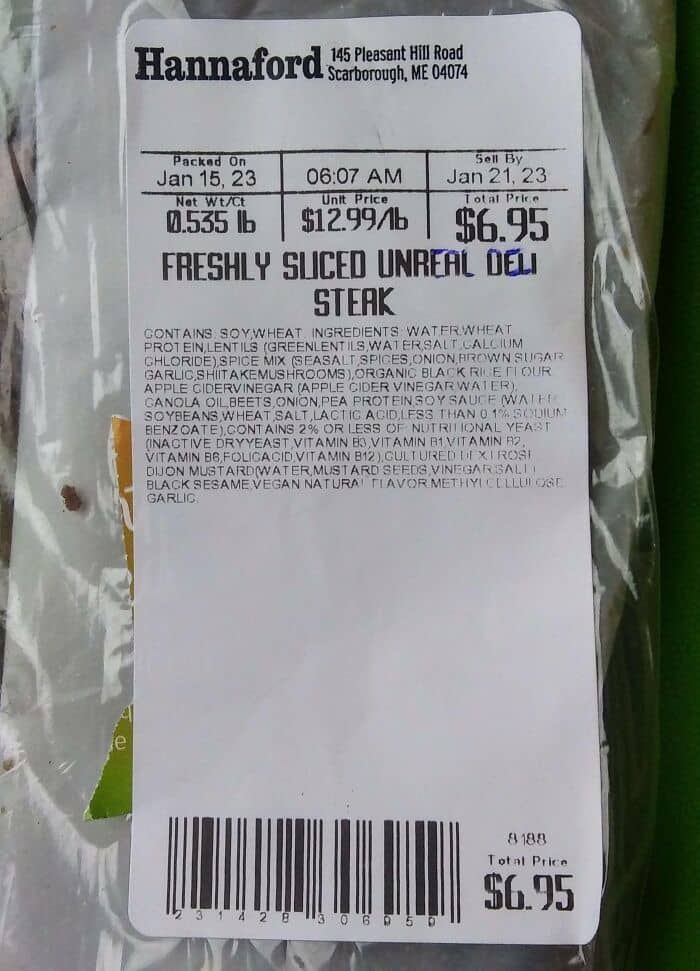 Hannaford 145 Pleasant Hill Road
Scarborough, ME 04074
Packed On
Jan 15, 23
06:07 AM
Sell By
Jan 21, 23
Net Wt/Ct
0.535 lb
Unit Price
$12.99/lb
Total Price
$6.95
FRESHLY SLICED UNREAL DELI
STEAK
CONTAINS: SOY,WHEAT. INGREDIENTS: WATER,WHEAT
PROTEIN,LENTILS (GREENLENTILS,WATER,SALT,CALCIUM
CHLORIDE),SPICE MIX (SEASALT,SPICES,ONION,BROWN SUGAR
GARLIC,SHIITAKEMUSHROOMS),ORGANIC BLACK RICE FLOUR,
APPLE CIDERVINEGAR (APPLE CIDER VINEGAR,WATER),
CANOLA OIL,BEETS,ONION,PEA PROTEIN,SOY SAUCE (WATER
SOYBEANS,WHEAT,SALT,LACTIC ACID,LESS THAN 0.1% SODIUM
BENZOATE),CONTAINS 2% OR LESS OF: NUTRITIONAL YEAST
(INACTIVE DRYYEAST,VITAMIN B3,VITAMIN B1,VITAMIN B2,
VITAMIN B6,FOLICACID,VITAMIN B12),CULTURED DEXTROSE
DIJON MUSTARD(WATER,MUSTARD SEEDS,VINEGAR,SALT)
BLACK SESAME,VEGAN NATURAL FLAVOR,METHYLCELLULOSE
GARLIC.
8188
Total Price
$6.95
2 31428 30695 0